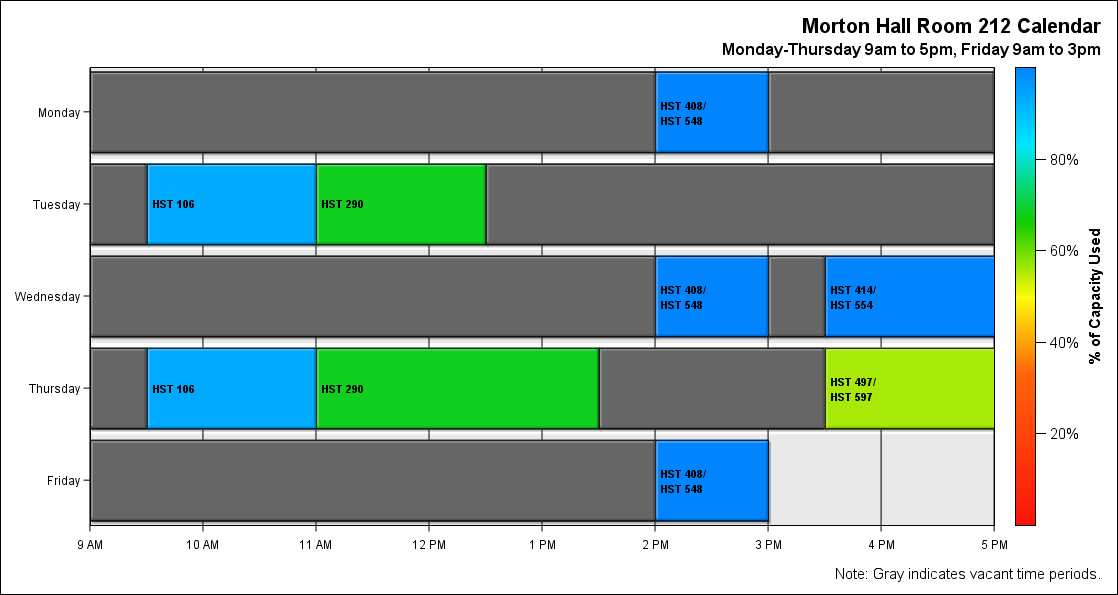 Morton Hall Room 212 Calendar
Monday-Thursday 9am to 5pm, Friday 9am to 3pm
Monday
HST 408/
HST 548
Tuesday
HST 106
HST 290
Wednesday
HST 408/
HST 548
HST 414/
HST 554
Thursday
HST 106
HST 290
HST 497/
HST 597
Friday
HST 408/
HST 548
9 AM
10 AM
11 AM
12 PM
1 PM
2 PM
3 PM
4 PM
5 PM
80%
60%
40%
20%
% of Capacity Used
Note: Gray indicates vacant time periods.